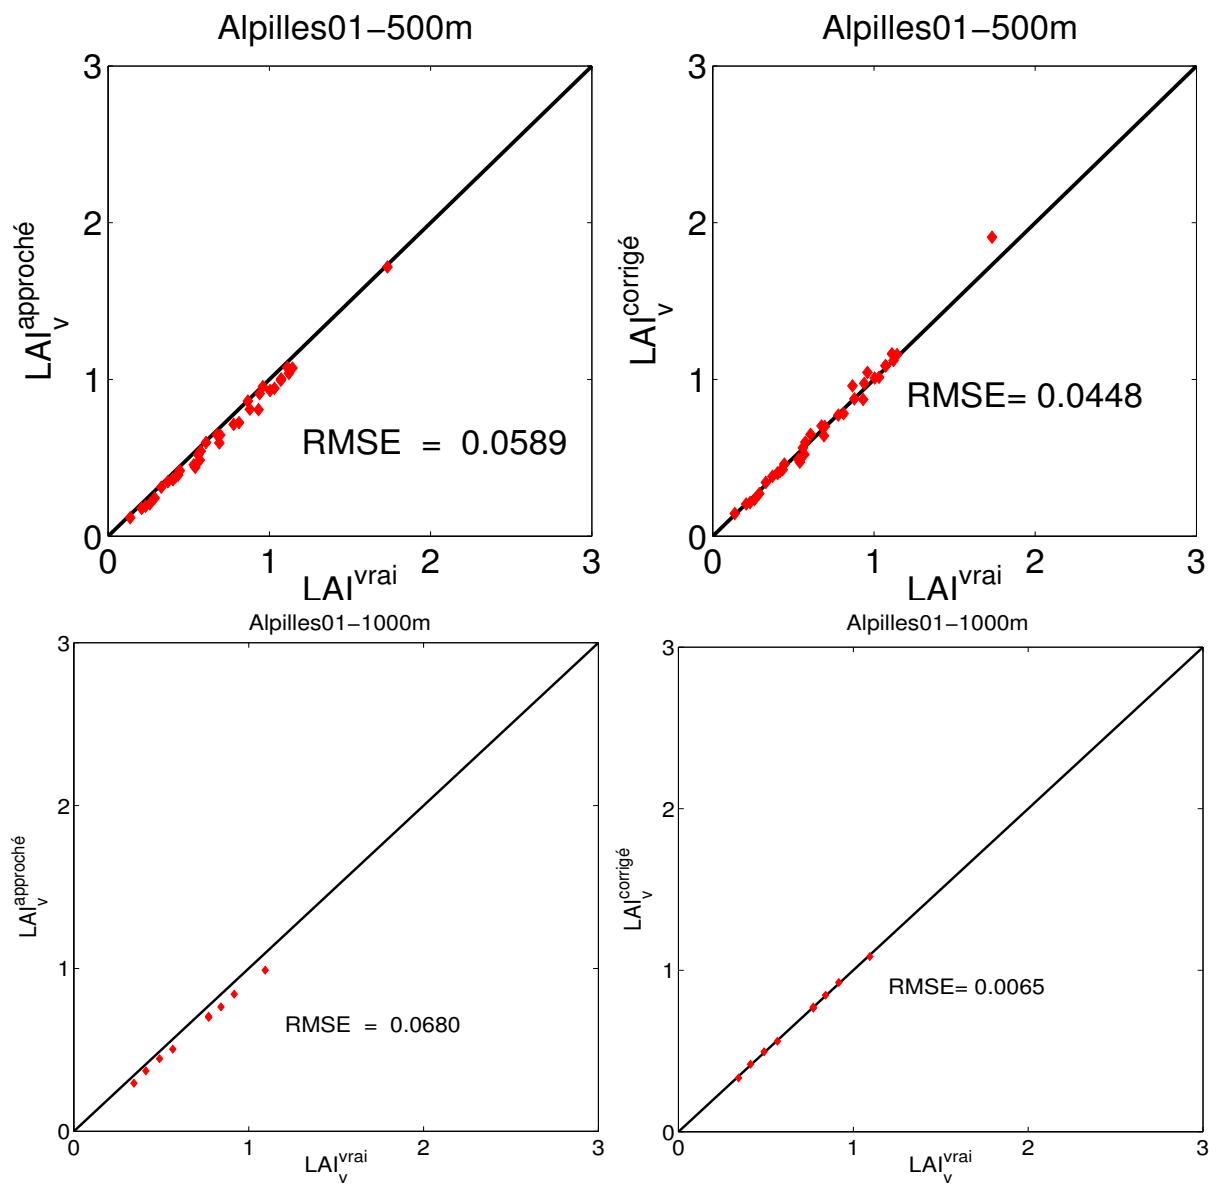 Alpilles01−500m
3
2
1
0
0 1 2 3
LAI_v^approché
LAI^vrai
RMSE = 0.0589
Alpilles01−500m
3
2
1
0
0 1 2 3
LAI_v^corrigé
LAI^vrai
RMSE= 0.0448
Alpilles01−1000m
3
2
1
0
0 1 2 3
LAI_v^approché
LAI_v^vrai
RMSE = 0.0680
Alpilles01−1000m
3
2
1
0
0 1 2 3
LAI_v^corrigé
LAI_v^vrai
RMSE= 0.0065